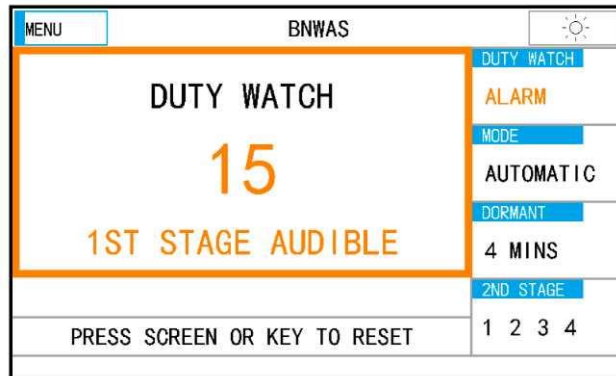 MENU
BNWAS
DUTY WATCH
15
1ST STAGE AUDIBLE
PRESS SCREEN OR KEY TO RESET
DUTY WATCH
ALARM
MODE
AUTOMATIC
DORMANT
4 MINS
2ND STAGE
1 2 3 4